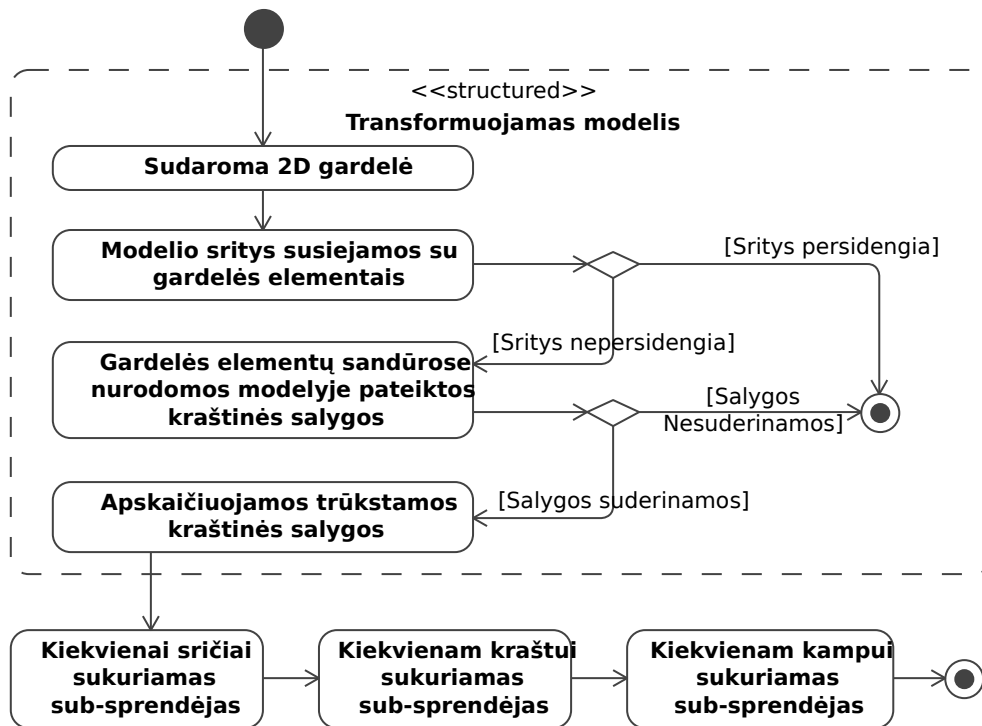 <<structured>>
Transformuojamas modelis
Sudaroma 2D gardelė
Modelio sritys susiejamos su
gardelės elementais
[Sritys persidengia]
[Sritys nepersidengia]
Gardelės elementų sandūrose
nurodomos modelyje pateiktos
kraštinės salygos
[Salygos
Nesuderinamos]
[Salygos suderinamos]
Apskaičiuojamos trūkstamos
kraštinės salygos
Kiekvienai sričiai
sukuriamas
sub-sprendėjas
Kiekvienam kraštui
sukuriamas
sub-sprendėjas
Kiekvienam kampui
sukuriamas
sub-sprendėjas